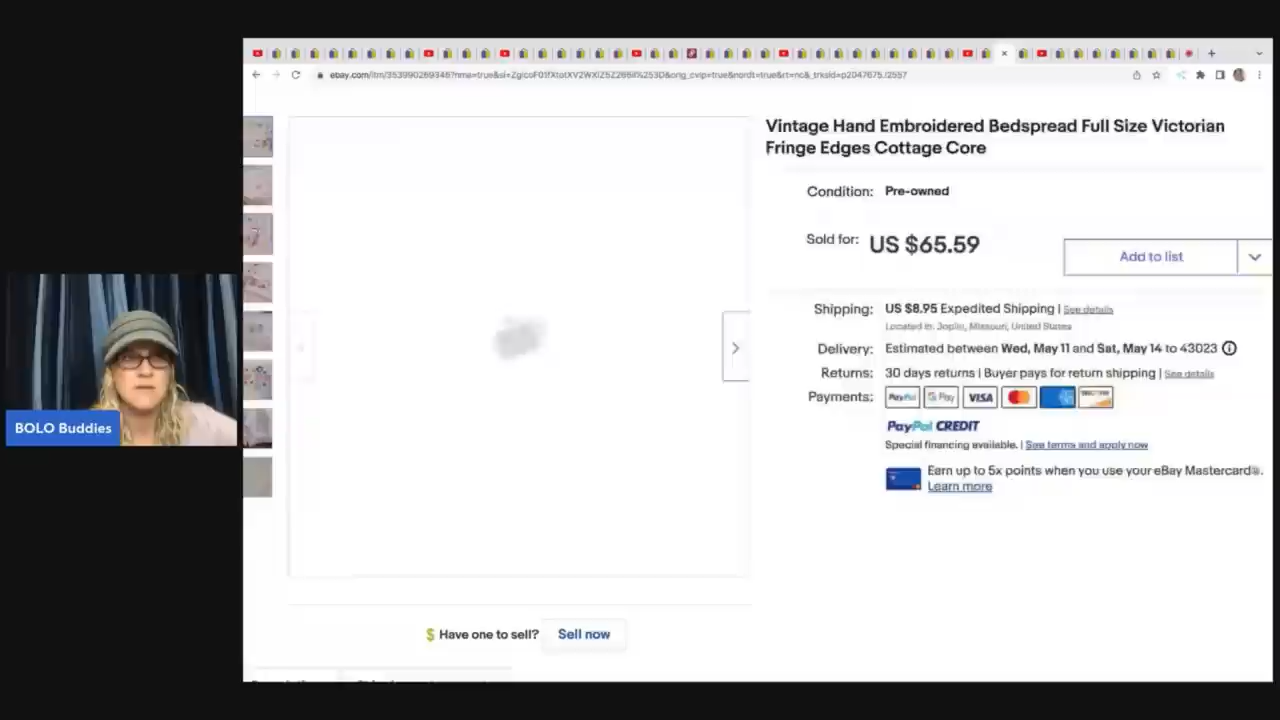 Vintage Hand Embroidered Bedspread Full Size Victorian
Fringe Edges Cottage Core
Condition: Pre-owned
Sold for: US $65.59
Add to list
Shipping: US $8.95 Expedited Shipping | See details
Located in: Joplin, Missouri, United States
Delivery: Estimated between Wed, May 11 and Sat, May 14 to 43023
Returns: 30 days returns | Buyer pays for return shipping | See details
Payments: PayPal G Pay VISA
PayPal CREDIT
Special financing available. | See terms and apply now
Earn up to 5x points when you use your eBay Mastercard®.
Learn more
BOLO Buddies
$ Have one to sell? Sell now